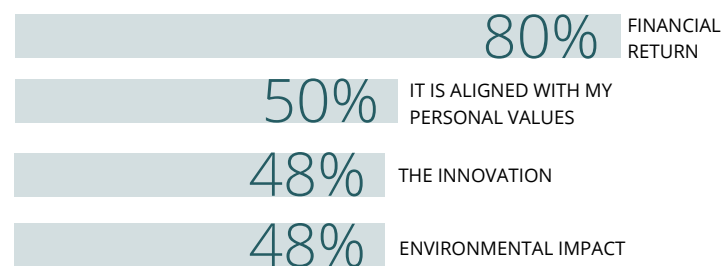 80% FINANCIAL
RETURN
50% IT IS ALIGNED WITH MY
PERSONAL VALUES
48% THE INNOVATION
48% ENVIRONMENTAL IMPACT